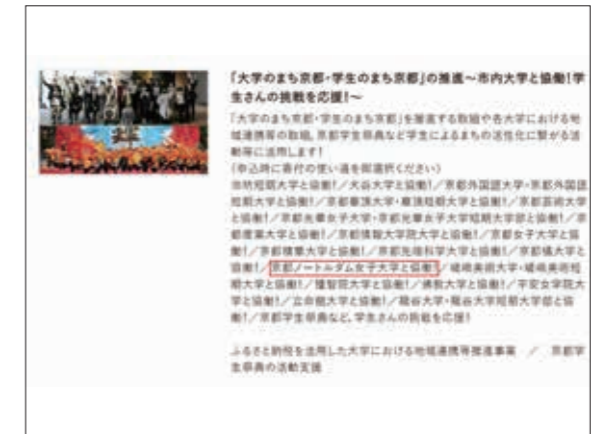 「大学のまち京都・学生のまち京都」の推進～市内大学と協働！学
生さんの挑戦を応援！～
「大学のまち京都・学生のまち京都」を推進する取組や各大学における地
域連携等の取組、京都学生祭典など学生によるまちの活性化に繋がる活
動等に活用します！
（申込時に寄付の使い道を御選択ください）
池坊短期大学と協働！／大谷大学と協働！／京都外国語大学・京都外国語
短期大学と協働！／京都華頂大学・華頂短期大学と協働！／京都芸術大学
と協働！／京都光華女子大学・京都光華女子大学短期大学部と協働！／京
都産業大学と協働！／京都情報大学院大学と協働！／京都女子大学と協
働！／京都精華大学と協働！／京都先端科学大学と協働！／京都橘大学と
協働！／京都ノートルダム女子大学と協働！／嵯峨美術大学・嵯峨美術短
期大学と協働！／種智院大学と協働！／佛教大学と協働！／平安女学院大
学と協働！／立命館大学と協働！／龍谷大学・龍谷大学短期大学部と協
働！／京都学生祭典など、学生さんの挑戦を応援！
ふるさと納税を活用した大学における地域連携等推進事業　／　京都学
生祭典の活動支援